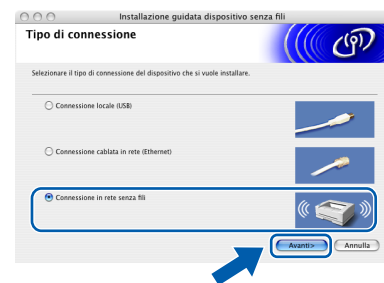 Installazione guidata dispositivo senza fili
Tipo di connessione
Selezionare il tipo di connessione del dispositivo che si vuole installare.
Connessione locale (USB)
Connessione cablata in rete (Ethernet)
Connessione in rete senza fili
Avanti> Annulla